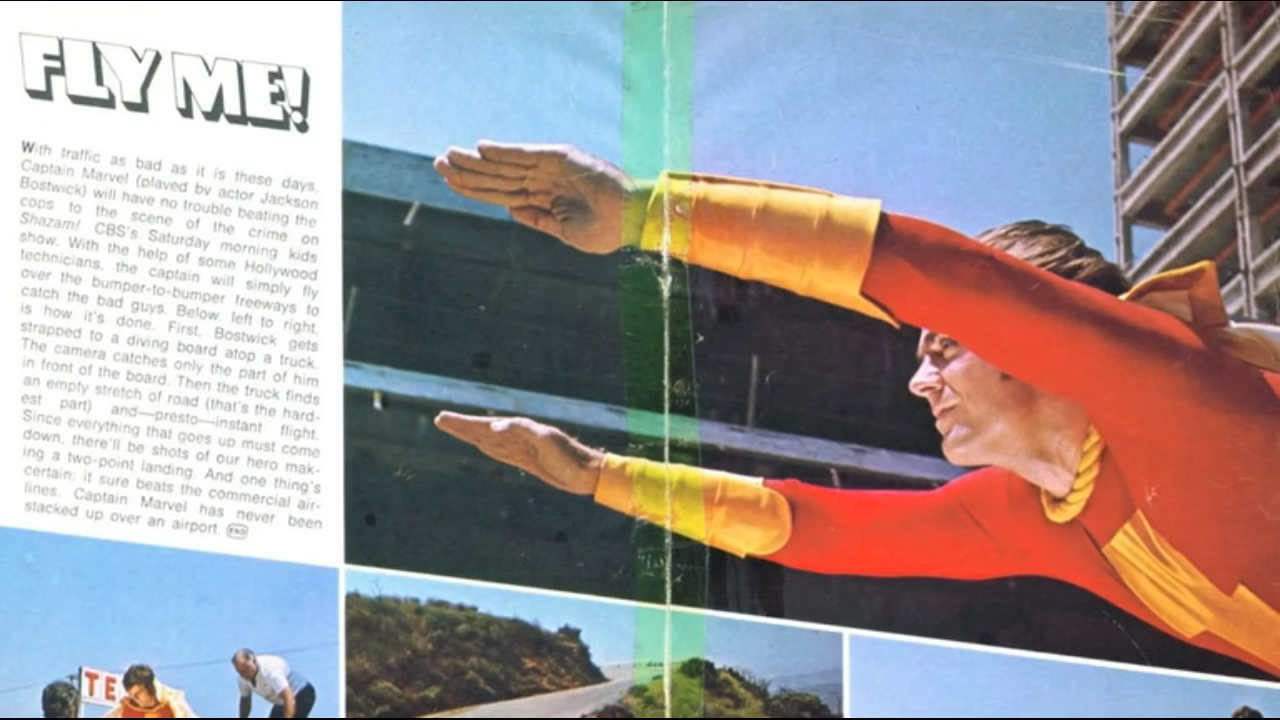 FLY ME!
With traffic as bad as it is these days,
Captain Marvel (played by actor Jackson
Bostwick) will have no trouble beating the
cops to the scene of the crime on
Shazam! CBS's Saturday morning kids
show. With the help of some Hollywood
technicians, the captain will simply fly
over the bumper-to-bumper freeways to
catch the bad guys. Below, left to right,
is how it's done. First, Bostwick gets
strapped to a diving board atop a truck.
The camera catches only the part of him
in front of the board. Then the truck finds
an empty stretch of road (that's the hard-
est part) and—presto—instant flight.
Since everything that goes up must come
down, there'll be shots of our hero mak-
ing a two-point landing. And one thing's
certain: it sure beats the commercial air-
lines. Captain Marvel has never been
stacked up over an airport. END
TE